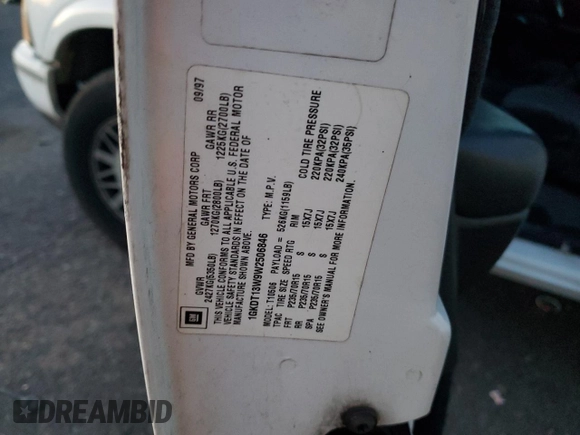 MFD BY GENERAL MOTORS CORP 09/97
GVWR GAWR FRT GAWR RR
2427KG(5350LB) 1270KG(2800LB) 1225KG(2700LB)
THIS VEHICLE CONFORMS TO ALL APPLICABLE U.S. FEDERAL MOTOR
VEHICLE SAFETY STANDARDS IN EFFECT ON THE DATE OF
MANUFACTURE SHOWN ABOVE.
1GKDT13W9W2506846 TYPE: M.P.V.
MODEL: T10506 PAYLOAD = 526KG(1159LB)
TPAC TIRE SIZE SPEED RTG RIM COLD TIRE PRESSURE
FRT P235/70R15 S 15X7J 220KPA(32PSI)
RR P235/70R15 S 15X7J 220KPA(32PSI)
SPA P235/70R15 S 15X7J 240KPA(35PSI)
SEE OWNER'S MANUAL FOR MORE INFORMATION.
GM
DREAMBID